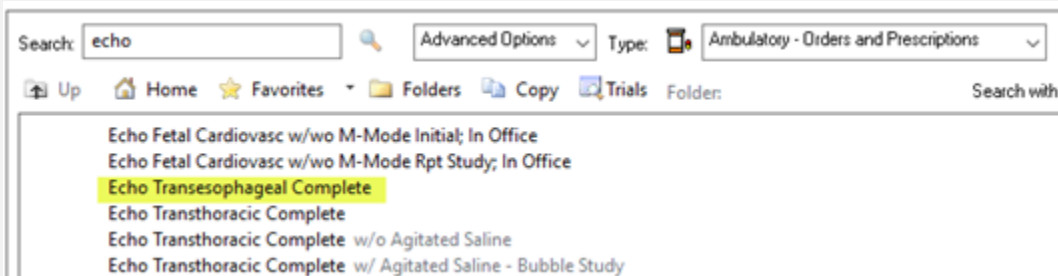 Search: echo Advanced Options Type: Ambulatory - Orders and Prescriptions
Up Home Favorites Folders Copy Trials Folder: Search with
Echo Fetal Cardiovasc w/wo M-Mode Initial; In Office
Echo Fetal Cardiovasc w/wo M-Mode Rpt Study; In Office
Echo Transesophageal Complete
Echo Transthoracic Complete
Echo Transthoracic Complete w/o Agitated Saline
Echo Transthoracic Complete w/ Agitated Saline - Bubble Study